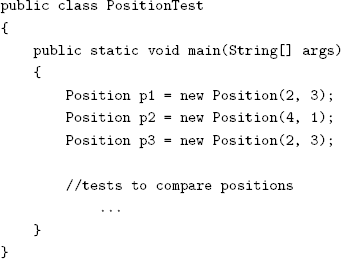 public class PositionTest
{
    public static void main(String[] args)
    {
        Position p1 = new Position(2, 3);
        Position p2 = new Position(4, 1);
        Position p3 = new Position(2, 3);

        //tests to compare positions
            ...
    }
}